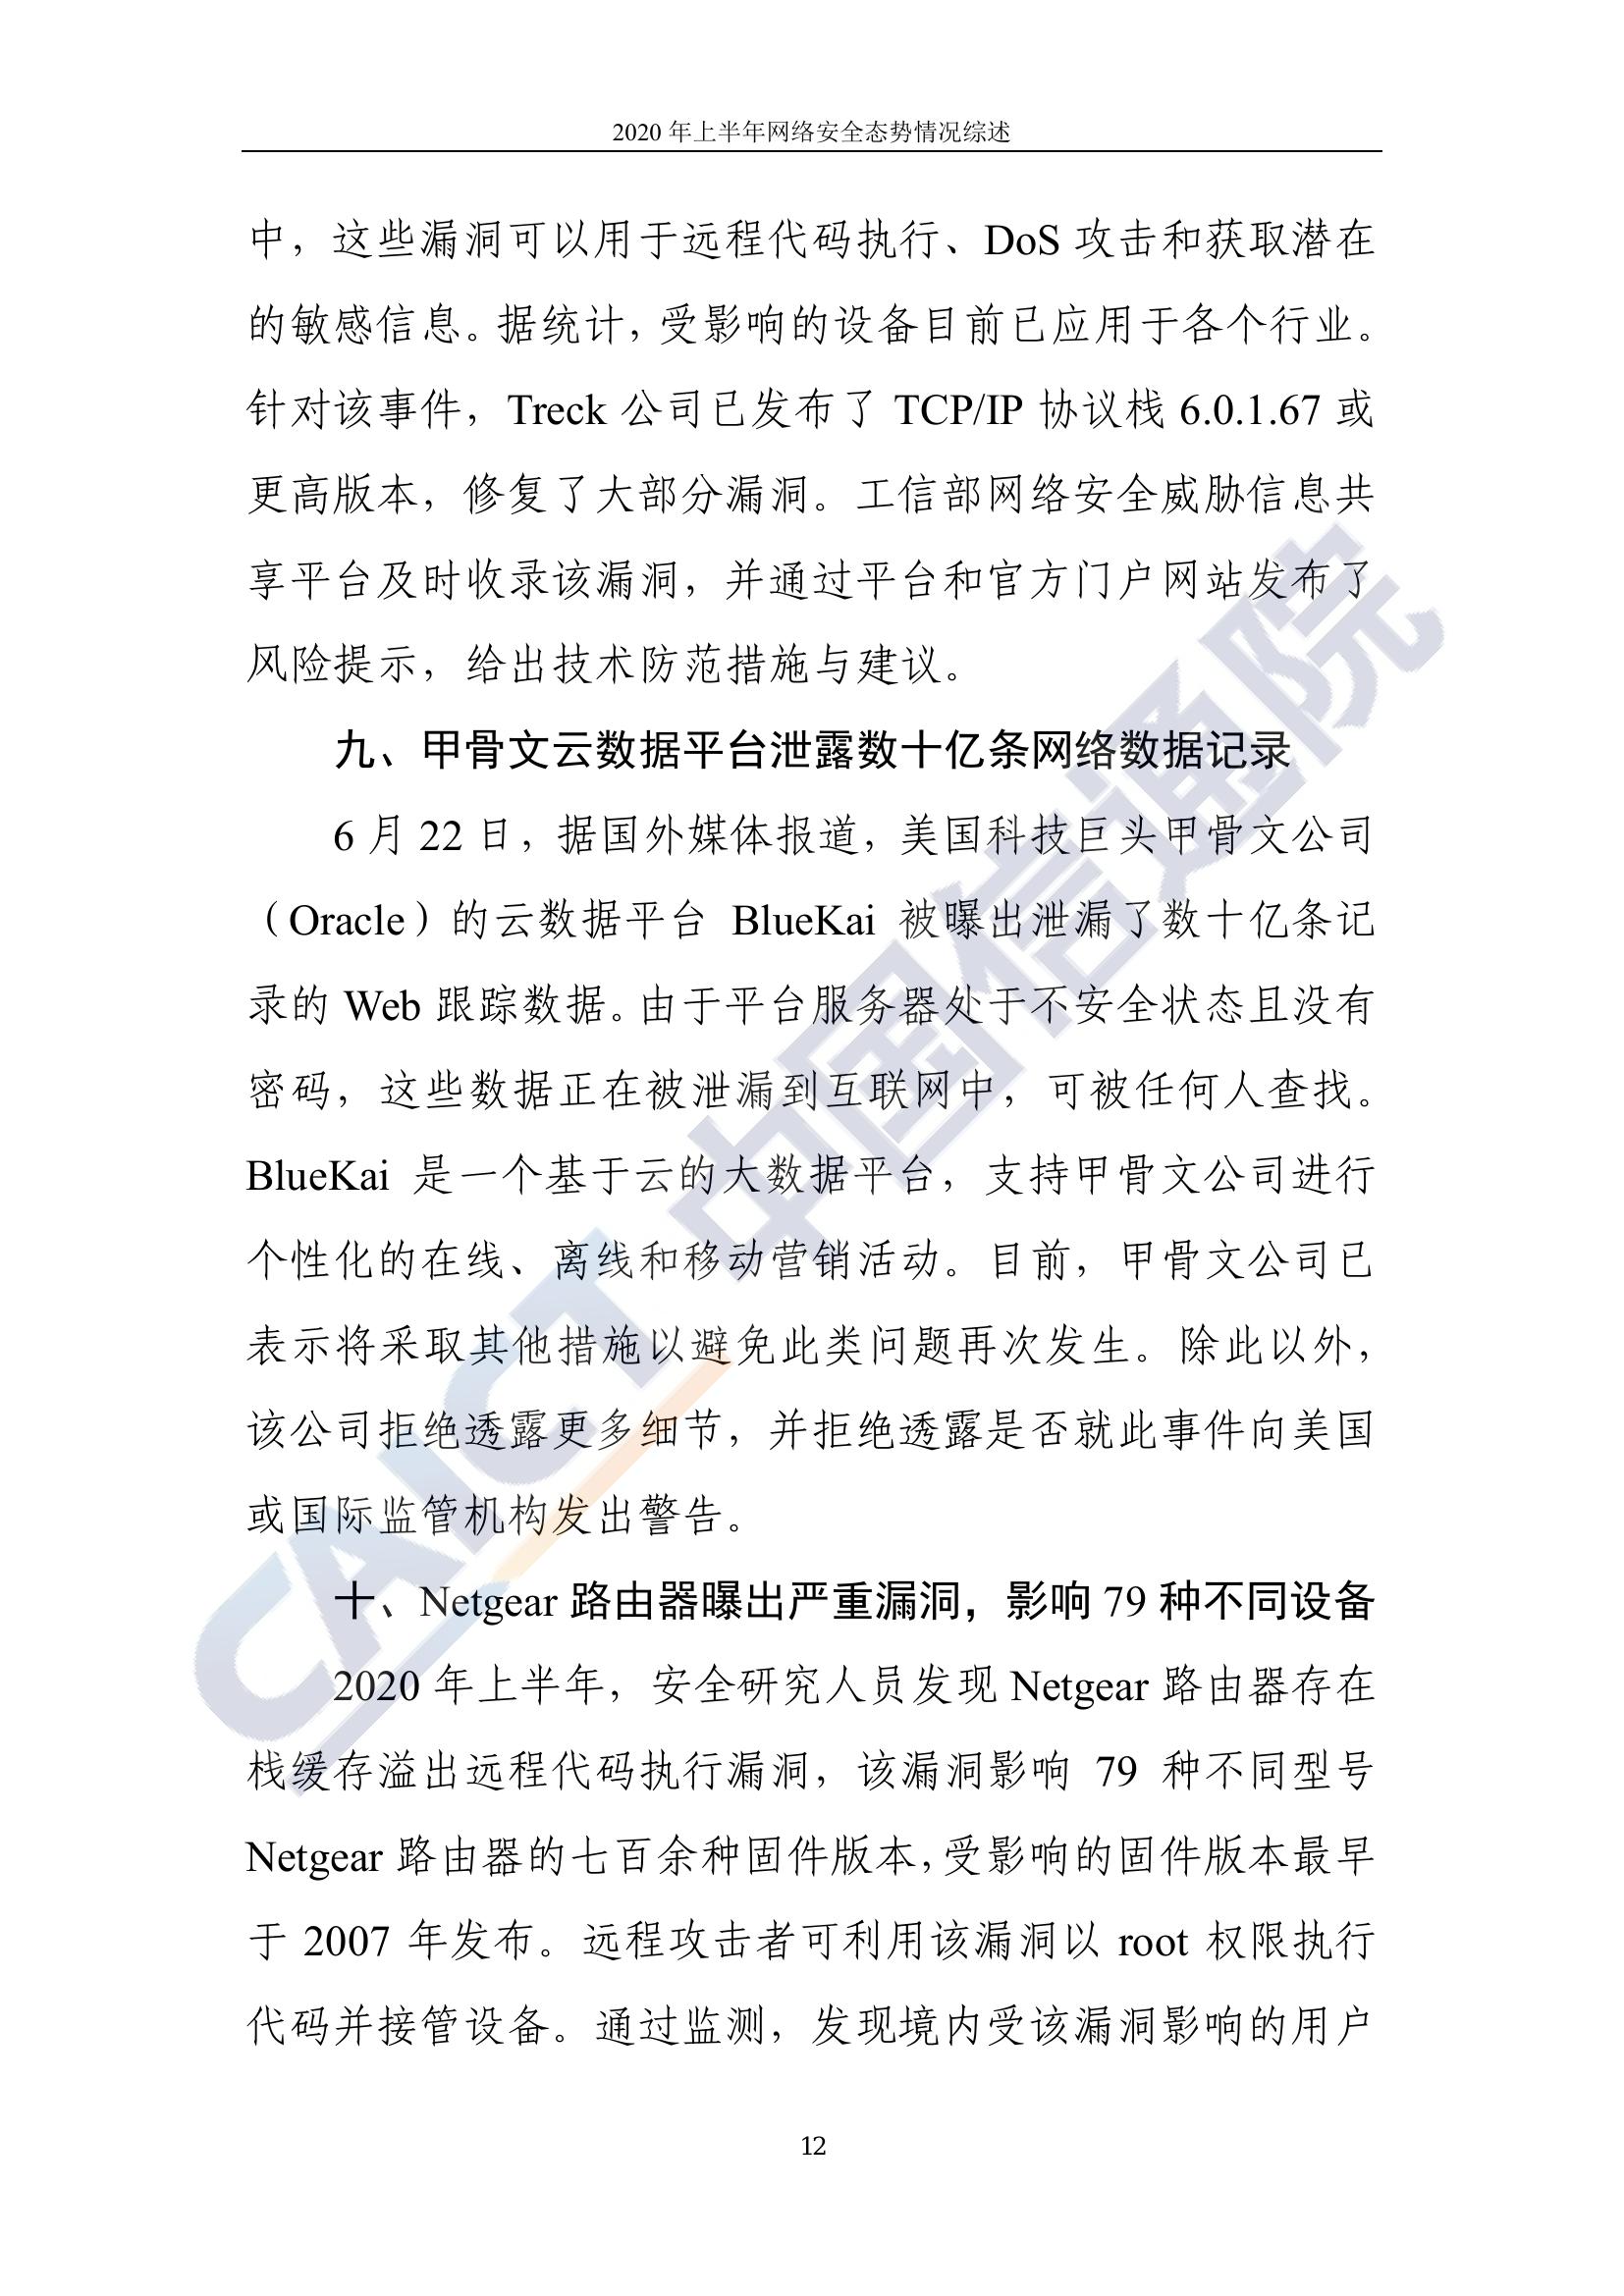 2020 年上半年网络安全态势情况综述
中，这些漏洞可以用于远程代码执行、DoS 攻击和获取潜在
的敏感信息。据统计，受影响的设备目前已应用于各个行业。
针对该事件，Treck 公司已发布了 TCP/IP 协议栈 6.0.1.67 或
更高版本，修复了大部分漏洞。工信部网络安全威胁信息共
享平台及时收录该漏洞，并通过平台和官方门户网站发布了
风险提示，给出技术防范措施与建议。
九、甲骨文云数据平台泄露数十亿条网络数据记录
6 月 22 日，据国外媒体报道，美国科技巨头甲骨文公司
（Oracle）的云数据平台 BlueKai 被曝出泄漏了数十亿条记
录的 Web 跟踪数据。由于平台服务器处于不安全状态且没有
密码，这些数据正在被泄漏到互联网中，可被任何人查找。
BlueKai 是一个基于云的大数据平台，支持甲骨文公司进行
个性化的在线、离线和移动营销活动。目前，甲骨文公司已
表示将采取其他措施以避免此类问题再次发生。除此以外，
该公司拒绝透露更多细节，并拒绝透露是否就此事件向美国
或国际监管机构发出警告。
十、Netgear 路由器曝出严重漏洞，影响 79 种不同设备
2020 年上半年，安全研究人员发现 Netgear 路由器存在
栈缓存溢出远程代码执行漏洞，该漏洞影响 79 种不同型号
Netgear 路由器的七百余种固件版本，受影响的固件版本最早
于 2007 年发布。远程攻击者可利用该漏洞以 root 权限执行
代码并接管设备。通过监测，发现境内受该漏洞影响的用户
12
CAICT 中国信通院